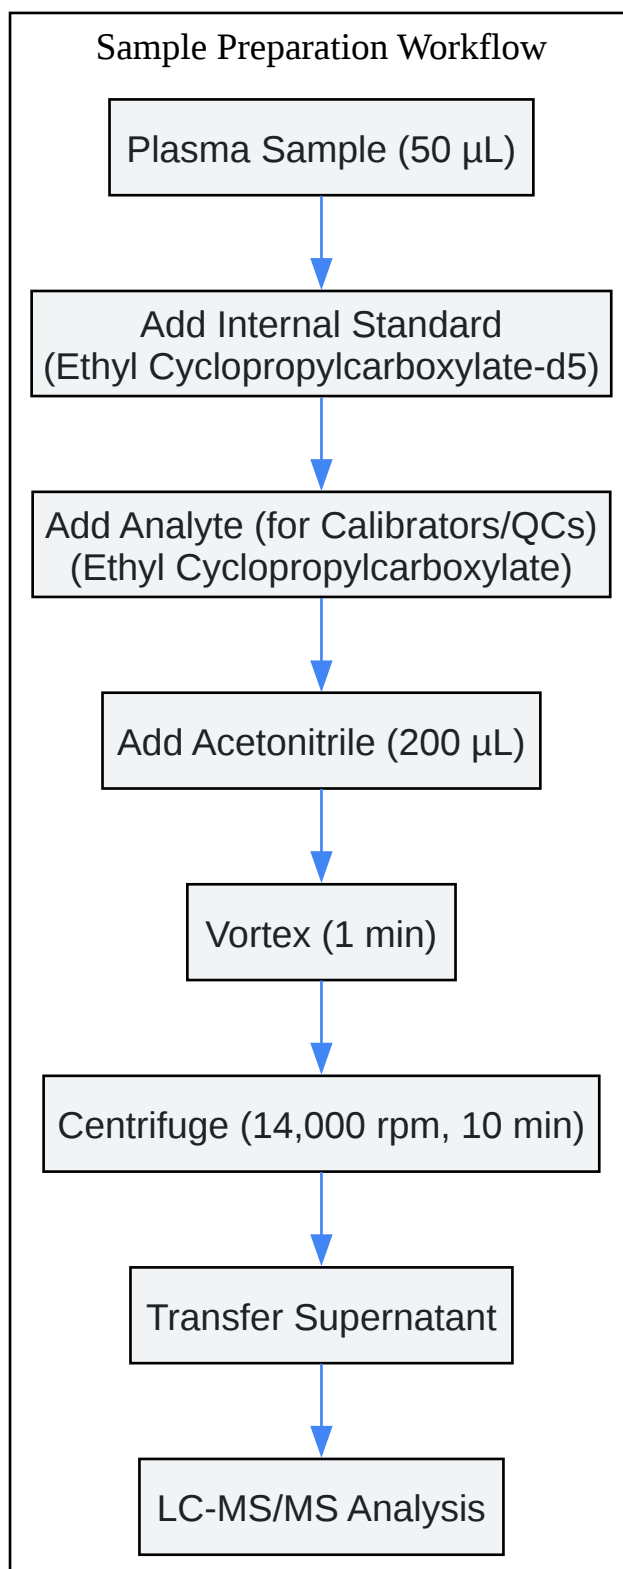 Sample Preparation Workflow
Plasma Sample (50 µL)
Add Internal Standard
(Ethyl Cyclopropylcarboxylate-d5)
Add Analyte (for Calibrators/QCs)
(Ethyl Cyclopropylcarboxylate)
Add Acetonitrile (200 µL)
Vortex (1 min)
Centrifuge (14,000 rpm, 10 min)
Transfer Supernatant
LC-MS/MS Analysis